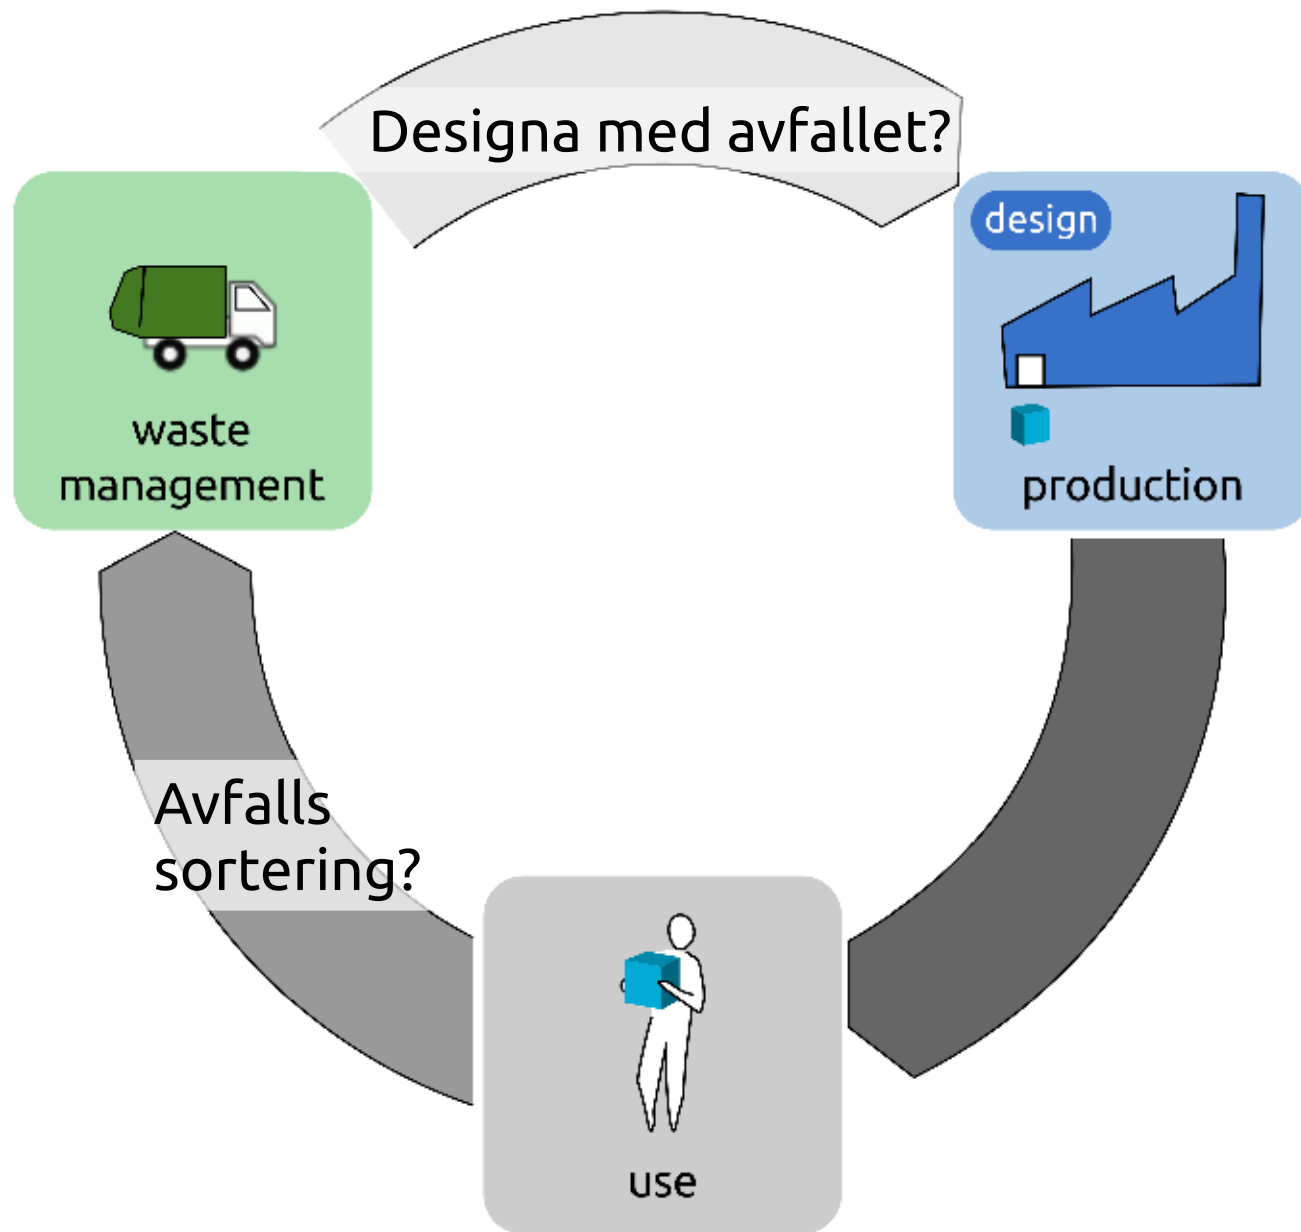 Designa med avfallet?
design
waste
management
production
Avfalls
sortering?
use